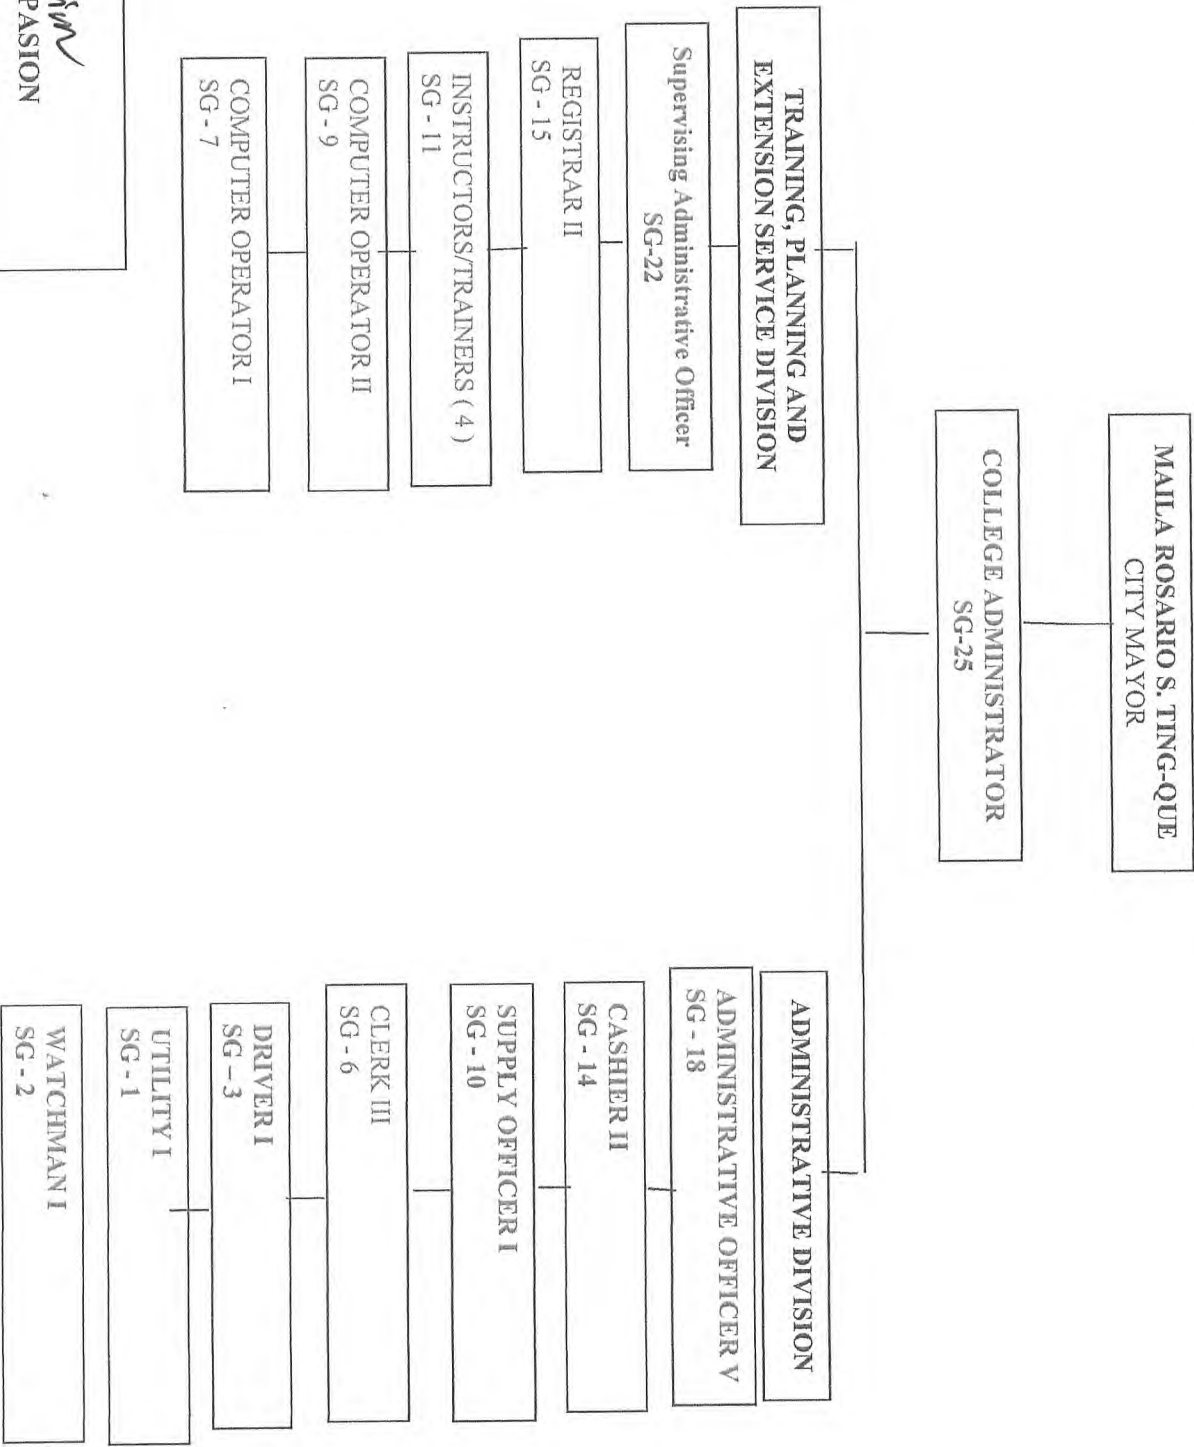 MAILA ROSARIO S. TING-QUE
CITY MAYOR
COLLEGE ADMINISTRATOR
SG-25
TRAINING, PLANNING AND
EXTENSION SERVICE DIVISION
Supervising Administrative Officer
SG-22
REGISTRAR II
SG - 15
INSTRUCTORS/TRAINERS ( 4 )
SG - 11
COMPUTER OPERATOR II
SG - 9
COMPUTER OPERATOR I
SG - 7
ADMINISTRATIVE DIVISION
ADMINISTRATIVE OFFICER V
SG - 18
CASHIER II
SG - 14
SUPPLY OFFICER I
SG - 10
CLERK III
SG - 6
DRIVER I
SG – 3
UTILITY I
SG - 1
WATCHMAN I
SG - 2
PASION